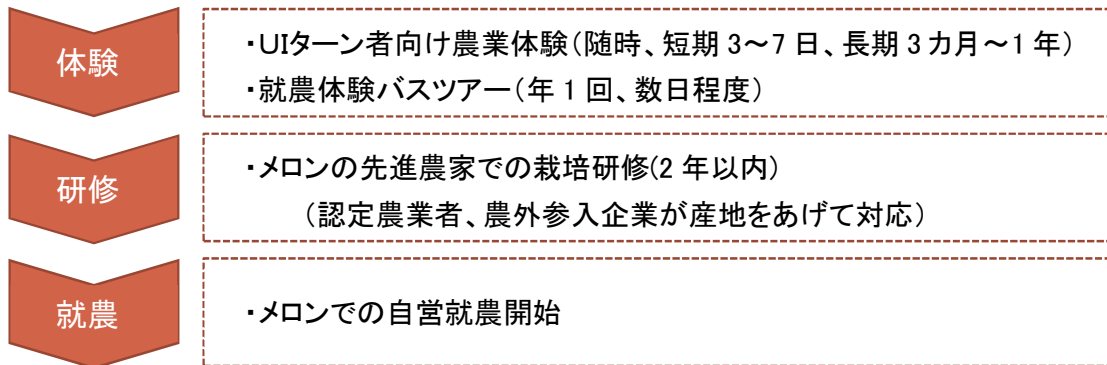 体験
・UIターン者向け農業体験（随時、短期 3～7 日、長期 3 カ月～1 年）
・就農体験バスツアー（年 1 回、数日程度）
研修
・メロンの先進農家での栽培研修(2 年以内)
（認定農業者、農外参入企業が産地をあげて対応）
就農
・メロンでの自営就農開始